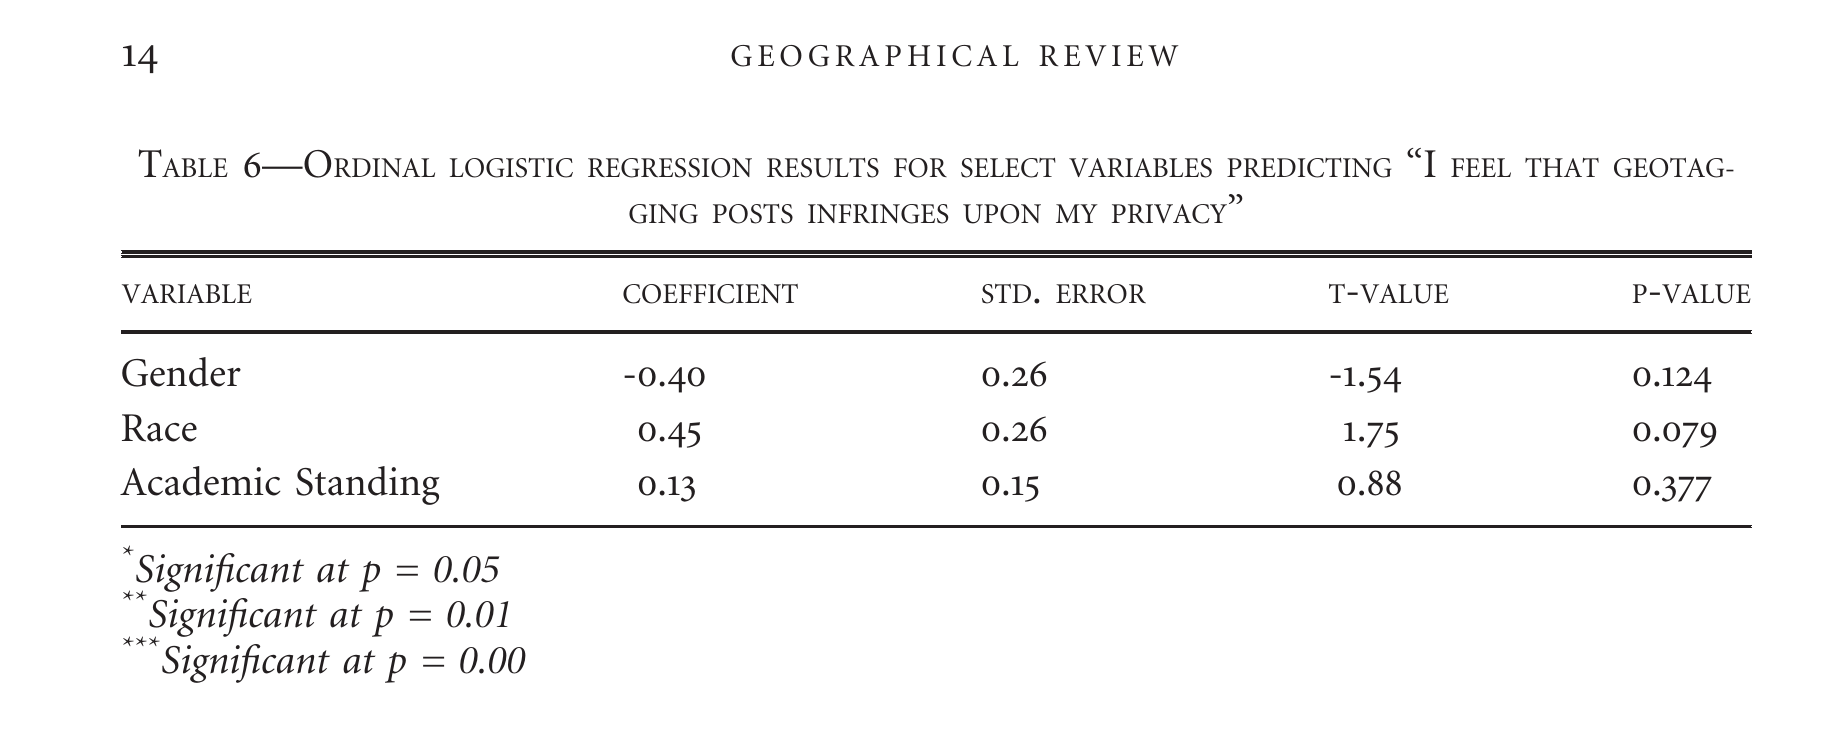 14 GEOGRAPHICAL REVIEW
Table 6—Ordinal logistic regression results for select variables predicting “I feel that geotag-
ging posts infringes upon my privacy”
variable coefficient std. error t-value p-value
Gender -0.40 0.26 -1.54 0.124
Race 0.45 0.26 1.75 0.079
Academic Standing 0.13 0.15 0.88 0.377
*Significant at p = 0.05
**Significant at p = 0.01
***Significant at p = 0.00